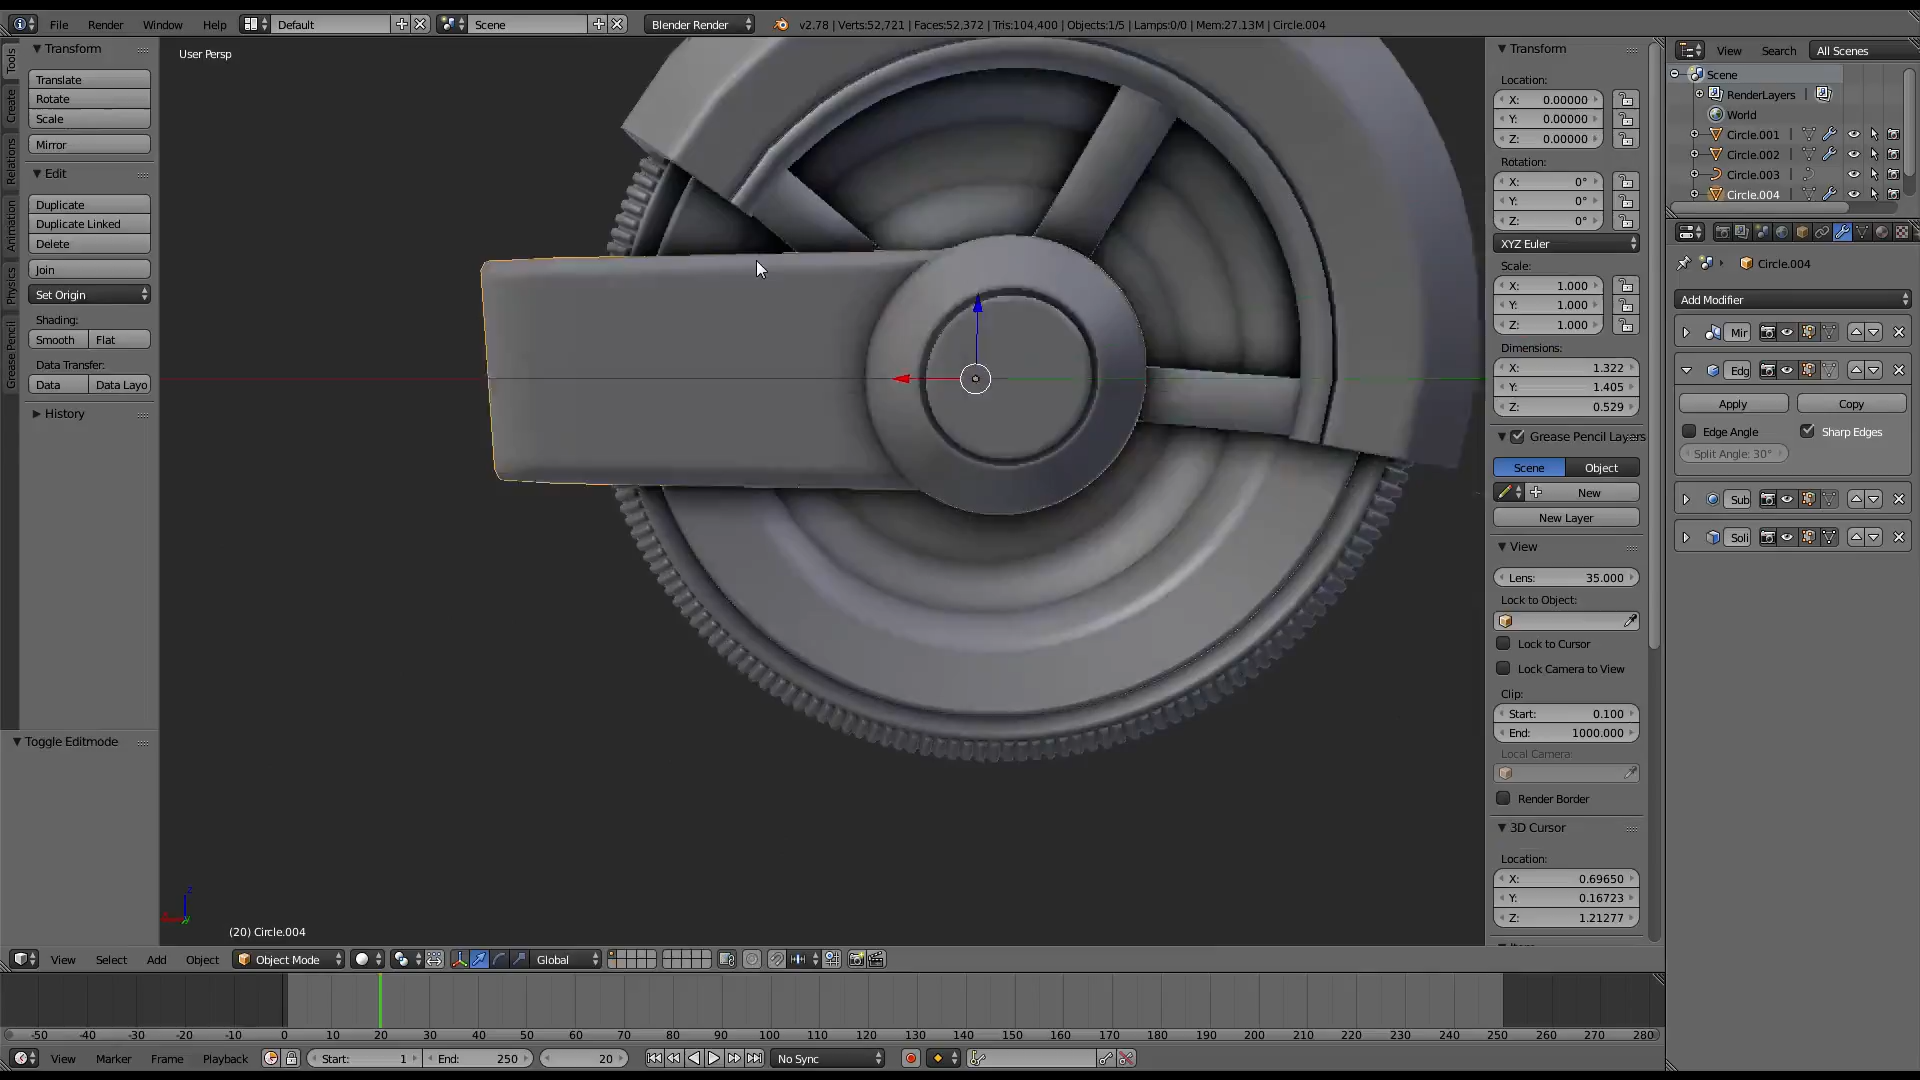 File Render Window Help Default Scene Blender Render v2.78 | Verts:52,721 | Faces:52,372 | Tris:104,400 | Objects:1/5 | Lamps:0/0 | Mem:27.13M | Circle.004
Tools
Create
Relations
Animation
Physics
Grease Pencil
Transform
Translate
Rotate
Scale
Mirror
Edit
Duplicate
Duplicate Linked
Delete
Join
Set Origin
Shading:
Smooth Flat
Data Transfer:
Data Data Layo
History
Toggle Editmode
User Persp
(20) Circle.004
Transform
Location:
X: 0.00000
Y: 0.00000
Z: 0.00000
Rotation:
X: 0°
Y: 0°
Z: 0°
XYZ Euler
Scale:
X: 1.000
Y: 1.000
Z: 1.000
Dimensions:
X: 1.322
Y: 1.405
Z: 0.529
Grease Pencil Layers
Scene Object
New
New Layer
View
Lens: 35.000
Lock to Object:
Lock to Cursor
Lock Camera to View
Clip:
Start: 0.100
End: 1000.000
Local Camera:
Render Border
3D Cursor
Location:
X: 0.69650
Y: 0.16723
Z: 1.21277
View Search All Scenes
Scene
RenderLayers
World
Circle.001
Circle.002
Circle.003
Circle.004
Circle.004
Add Modifier
Mir
Edg
Apply Copy
Edge Angle Sharp Edges
Split Angle: 30°
Sub
Soli
View Select Add Object Object Mode Global
-50 -40 -30 -20 -10 0 10 20 30 40 50 60 70 80 90 100 110 120 130 140 150 160 170 180 190 200 210 220 230 240 250 260 270 280
View Marker Frame Playback Start: 1 End: 250 20 No Sync